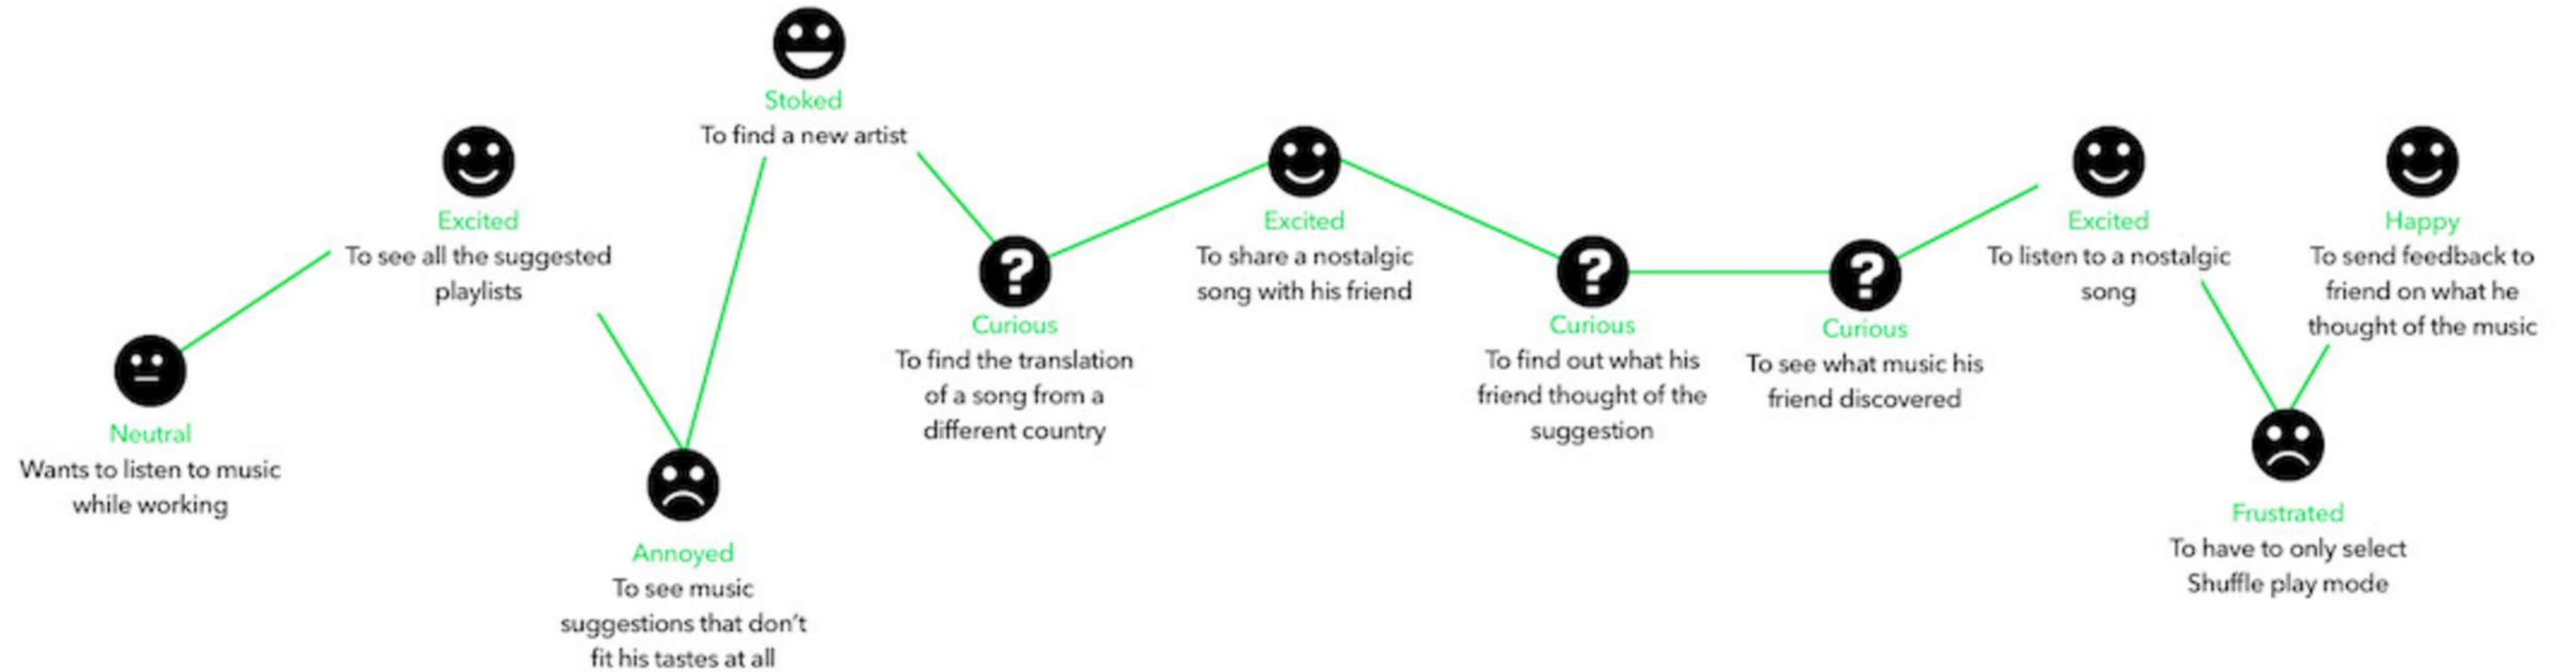 Neutral
Wants to listen to music
while working
Excited
To see all the suggested
playlists
Annoyed
To see music
suggestions that don't
fit his tastes at all
Stoked
To find a new artist
?
Curious
To find the translation
of a song from a
different country
Excited
To share a nostalgic
song with his friend
?
Curious
To find out what his
friend thought of the
suggestion
?
Curious
To see what music his
friend discovered
Excited
To listen to a nostalgic
song
Frustrated
To have to only select
Shuffle play mode
Happy
To send feedback to
friend on what he
thought of the music